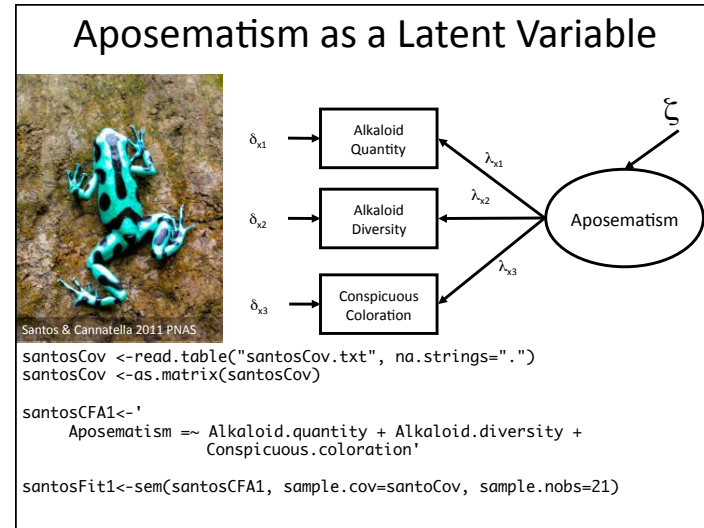 Aposematism as a Latent Variable
δx1
Alkaloid
Quantity
λx1
ζ
δx2
Alkaloid
Diversity
λx2
Aposematism
δx3
Conspicuous
Coloration
λx3
Santos & Cannatella 2011 PNAS
santosCov <-read.table("santosCov.txt", na.strings=".")
santosCov <-as.matrix(santosCov)
santosCFA1<-'
Aposematism =~ Alkaloid.quantity + Alkaloid.diversity +
Conspicuous.coloration'
santosFit1<-sem(santosCFA1, sample.cov=santoCov, sample.nobs=21)